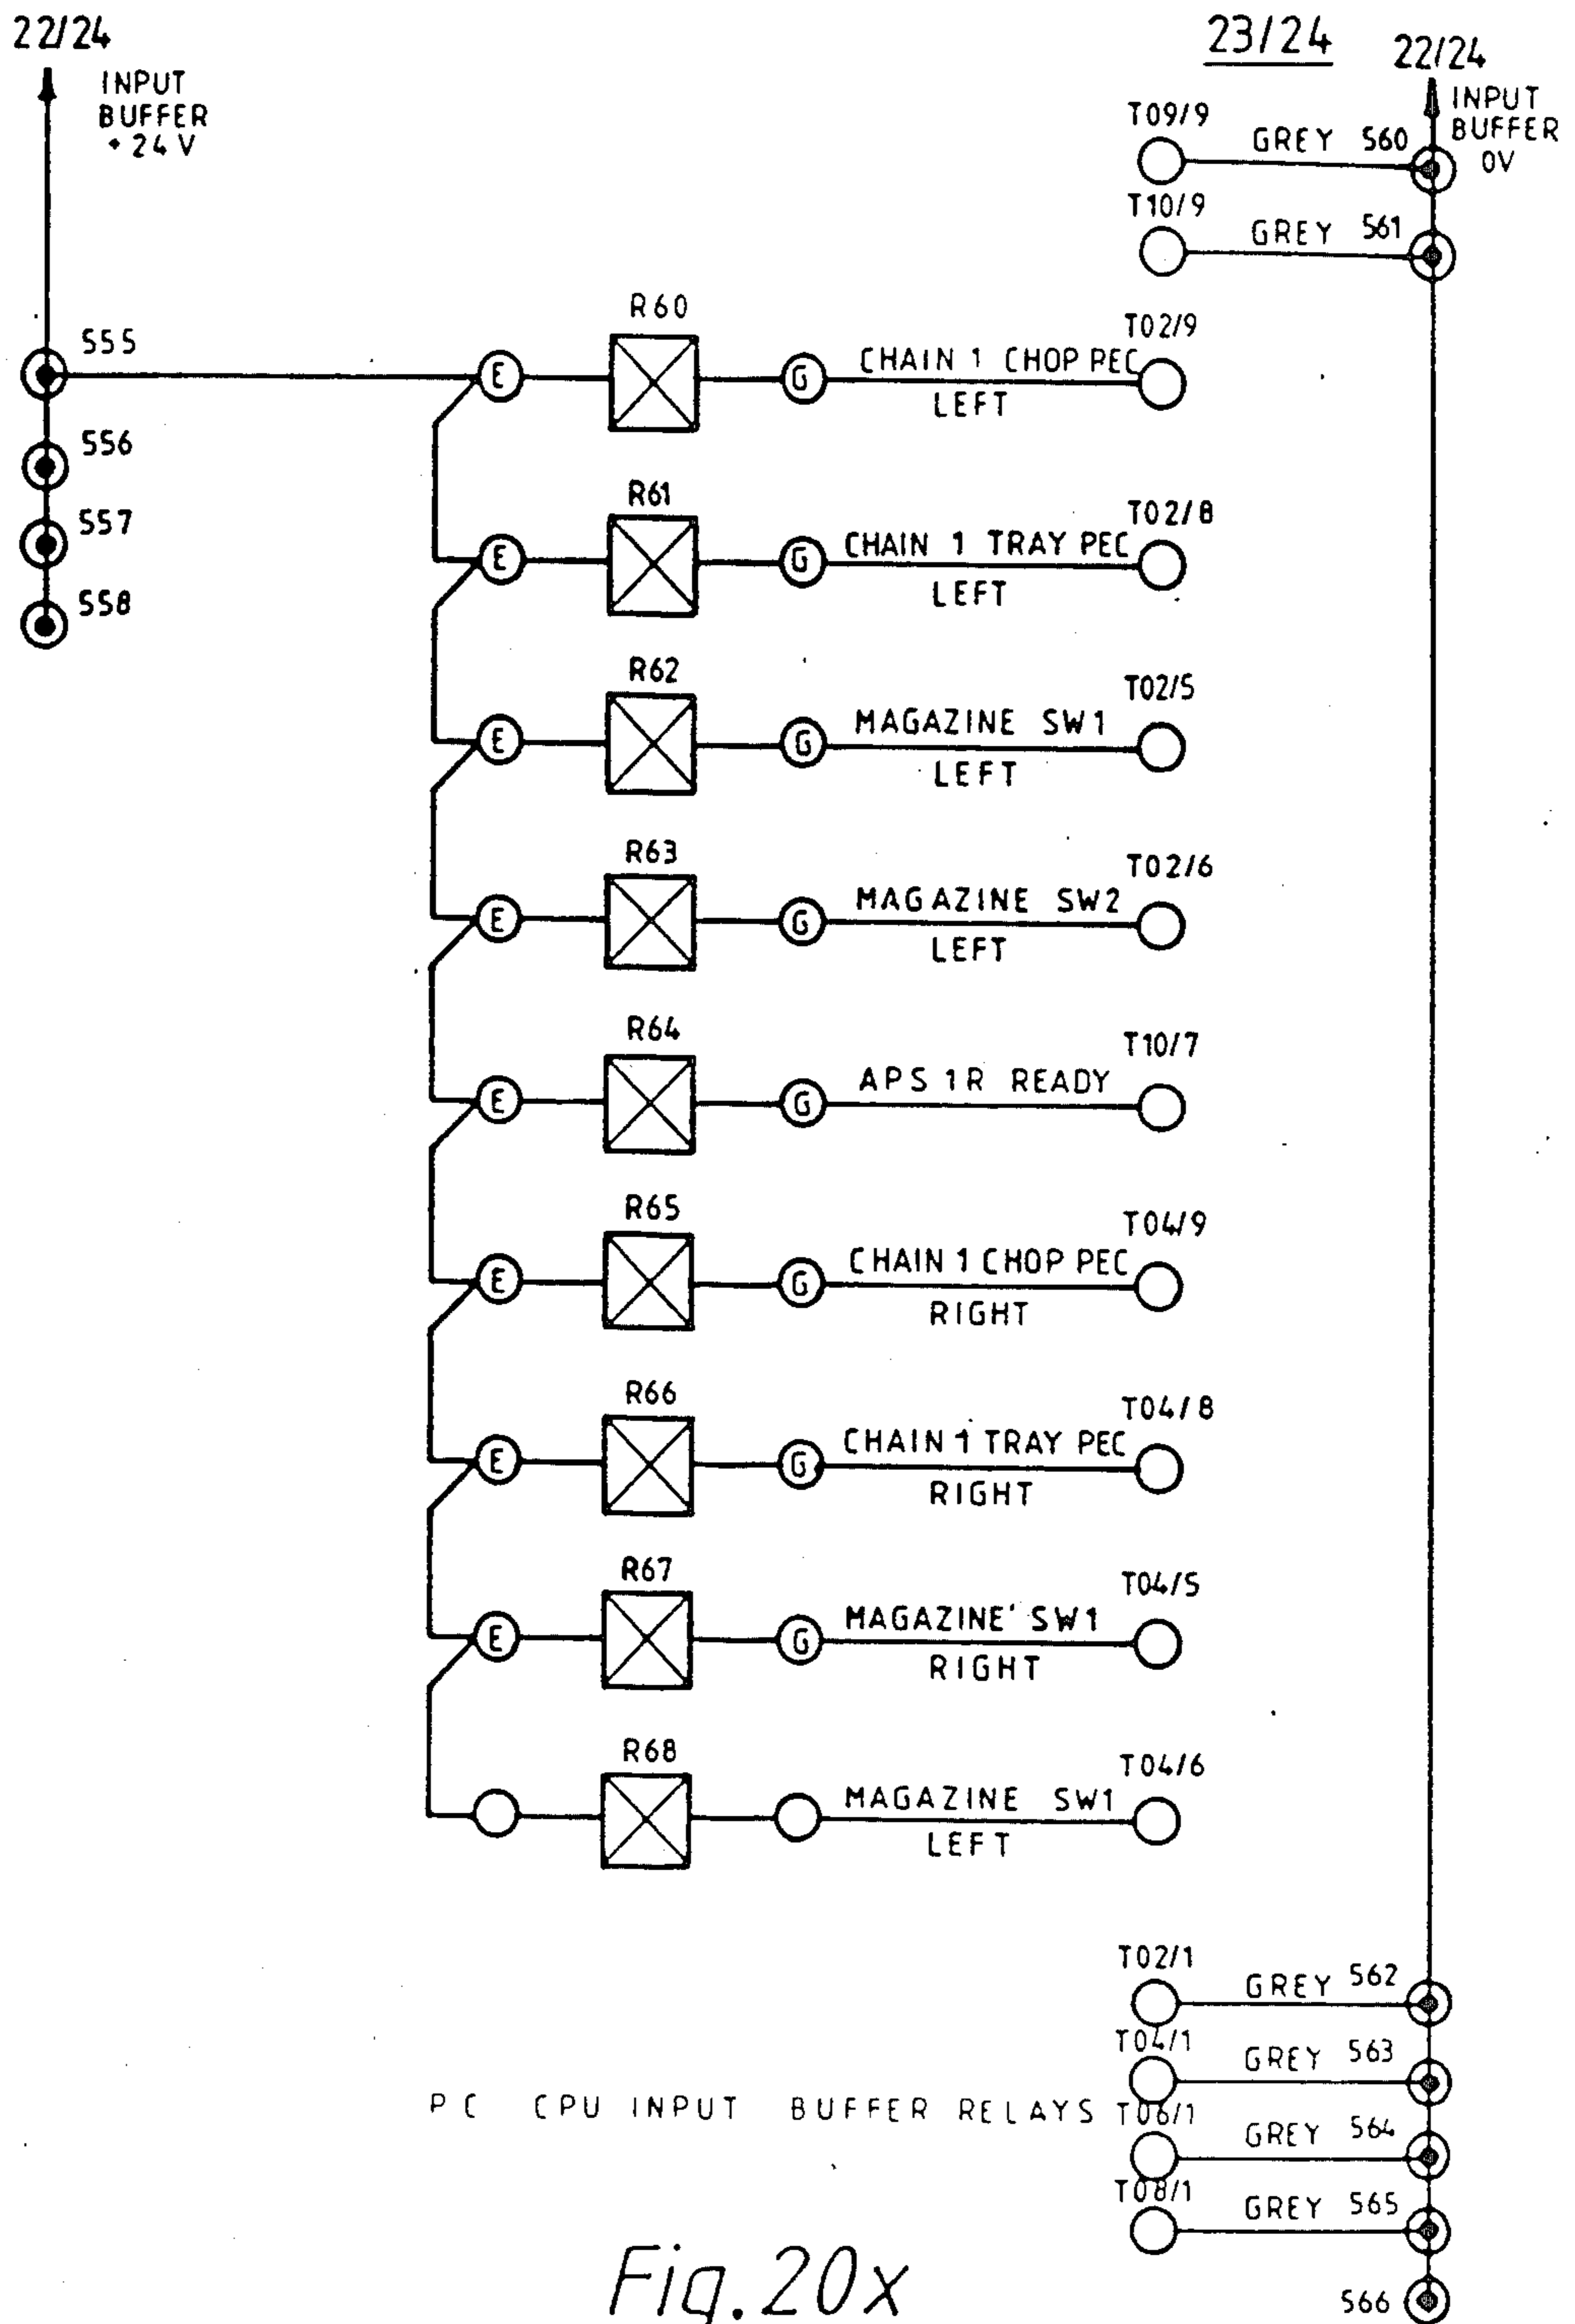 22/24
INPUT
BUFFER
+24V
23/24
22/24
INPUT
BUFFER
0V
T09/9
GREY 560
T10/9
GREY 561
555
556
557
558
R60
E
G
CHAIN 1 CHOP PEC
LEFT
T02/9
R61
E
G
CHAIN 1 TRAY PEC
LEFT
T02/8
R62
E
G
MAGAZINE SW1
LEFT
T02/5
R63
E
G
MAGAZINE SW2
LEFT
T02/6
R64
E
G
APS 1R READY
T10/7
R65
E
G
CHAIN 1 CHOP PEC
RIGHT
T04/9
R66
E
G
CHAIN 1 TRAY PEC
RIGHT
T04/8
R67
E
G
MAGAZINE SW1
RIGHT
T04/5
R68
MAGAZINE SW1
LEFT
T04/6
T02/1
GREY 562
T04/1
GREY 563
PC CPU INPUT BUFFER RELAYS
T06/1
GREY 564
T08/1
GREY 565
566
Fig. 20x